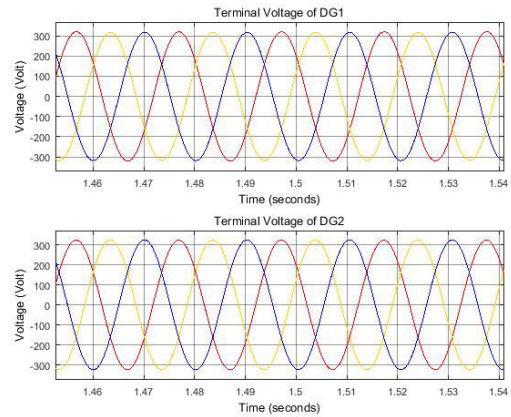 Terminal Voltage of DG1
Voltage (Volt)
300
200
100
0
-100
-200
-300
1.46 1.47 1.48 1.49 1.5 1.51 1.52 1.53 1.54
Time (seconds)
Terminal Voltage of DG2
Voltage (Volt)
300
200
100
0
-100
-200
-300
1.46 1.47 1.48 1.49 1.5 1.51 1.52 1.53 1.54
Time (seconds)